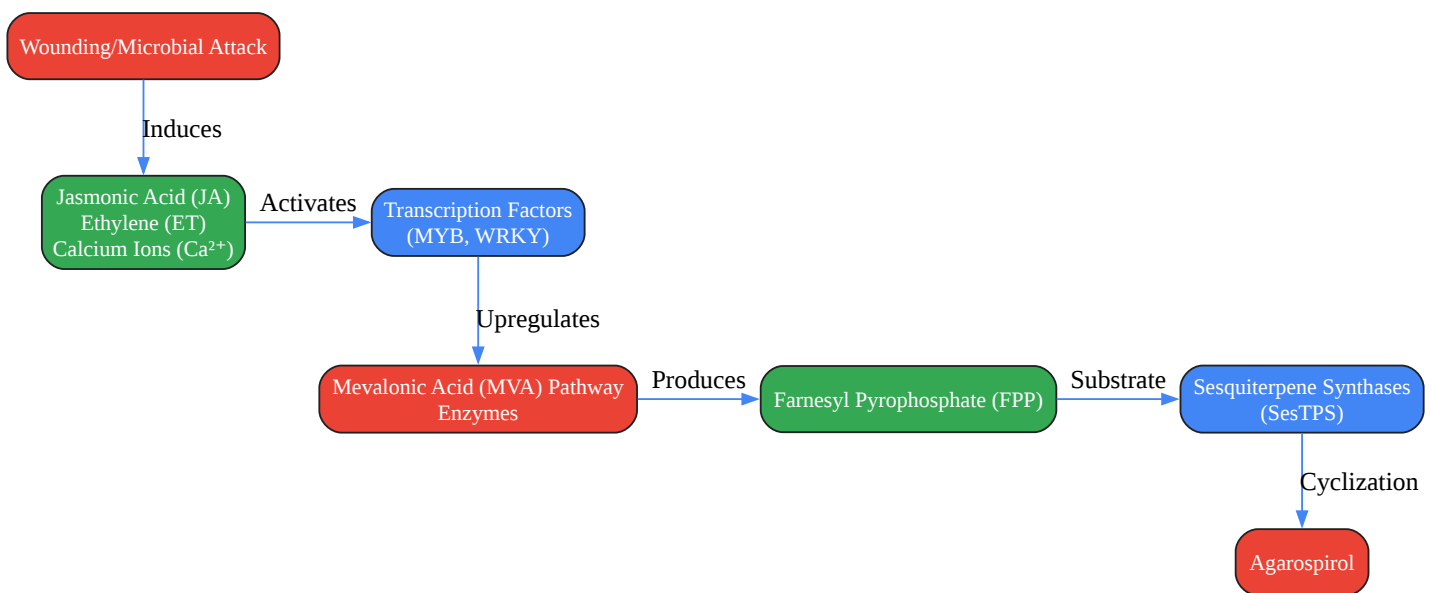 Wounding/Microbial Attack
Induces
Jasmonic Acid (JA)
Ethylene (ET)
Calcium Ions (Ca²⁺)
Activates
Transcription Factors
(MYB, WRKY)
Upregulates
Mevalonic Acid (MVA) Pathway
Enzymes
Produces
Farnesyl Pyrophosphate (FPP)
Substrate
Sesquiterpene Synthases
(SesTPS)
Cyclization
Agarospirol